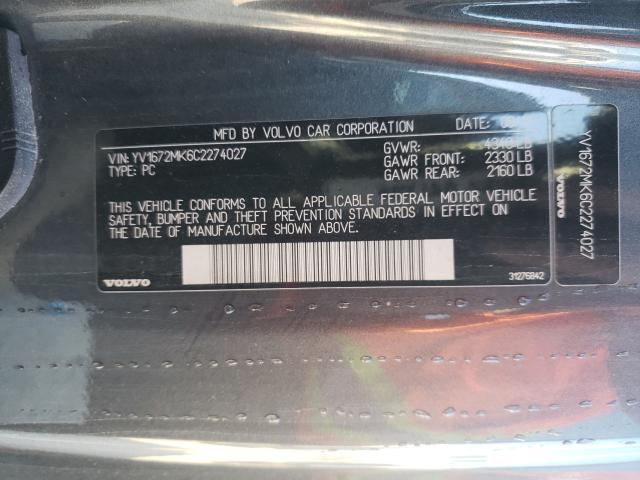 MFD BY VOLVO CAR CORPORATION DATE:
VIN: YV1672MK6C2274027
TYPE: PC
GVWR: 4343 LB
GAWR FRONT: 2330 LB
GAWR REAR: 2160 LB
THIS VEHICLE CONFORMS TO ALL APPLICABLE FEDERAL MOTOR VEHICLE
SAFETY, BUMPER AND THEFT PREVENTION STANDARDS IN EFFECT ON
THE DATE OF MANUFACTURE SHOWN ABOVE.
VOLVO
31276842
YV1672MK6C2274027
VOLVO